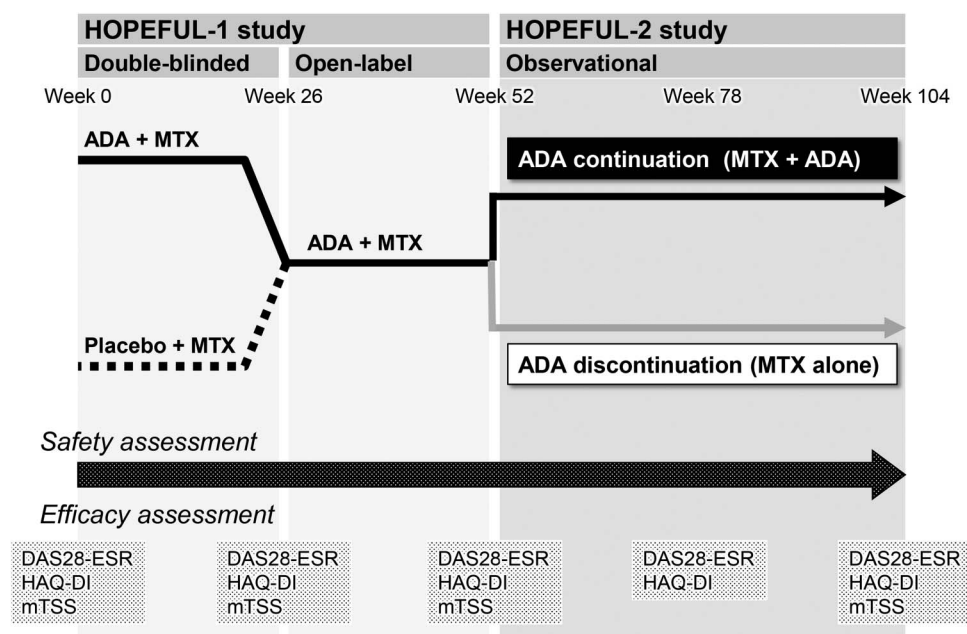 HOPEFUL-1 study
HOPEFUL-2 study
Double-blinded
Open-label
Observational
Week 0
Week 26
Week 52
Week 78
Week 104
ADA + MTX
ADA continuation (MTX + ADA)
ADA + MTX
Placebo + MTX
ADA discontinuation (MTX alone)
Safety assessment
Efficacy assessment
DAS28-ESR
HAQ-DI
mTSS
DAS28-ESR
HAQ-DI
mTSS
DAS28-ESR
HAQ-DI
mTSS
DAS28-ESR
HAQ-DI
DAS28-ESR
HAQ-DI
mTSS